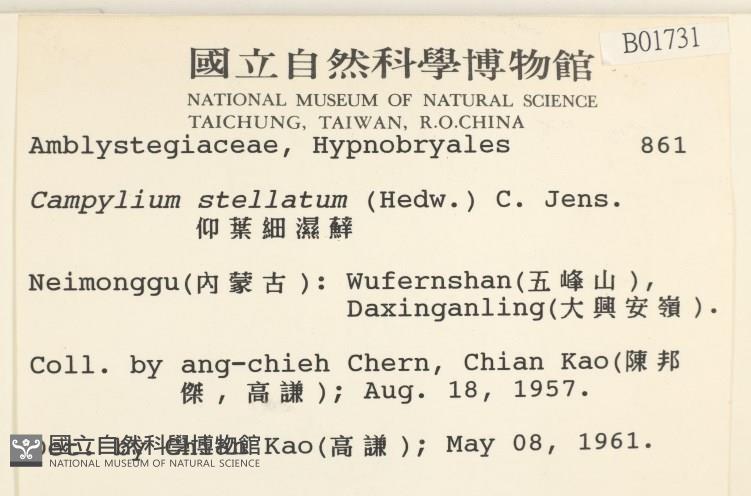 國立自然科學博物館
B01731
NATIONAL MUSEUM OF NATURAL SCIENCE
TAICHUNG, TAIWAN, R.O.CHINA
Amblystegiaceae, Hypnobryales 861
Campylium stellatum (Hedw.) C. Jens.
仰葉細濕蘚
Neimonggu(內蒙古): Wufernshan(五峰山),
Daxinganling(大興安嶺).
Coll. by ang-chieh Chern, Chian Kao(陳邦
傑,高謙); Aug. 18, 1957.
Det. by Chian Kao(高謙); May 08, 1961.
國立自然科學博物館
NATIONAL MUSEUM OF NATURAL SCIENCE